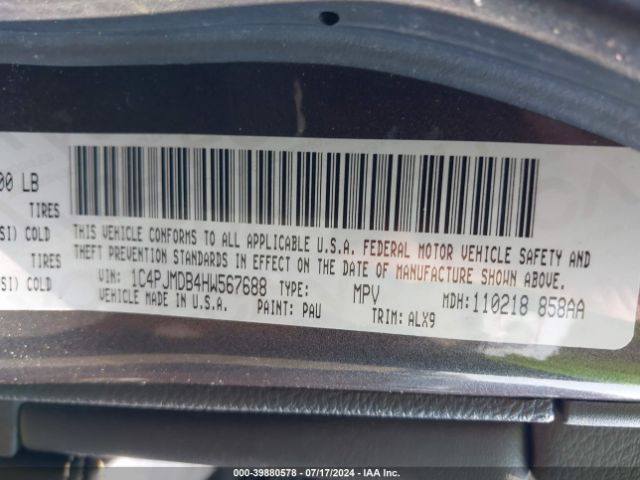 00 LB
TIRES
SI) COLD
TIRES
SI) COLD
THIS VEHICLE CONFORMS TO ALL APPLICABLE U.S.A. FEDERAL MOTOR VEHICLE SAFETY AND
THEFT PREVENTION STANDARDS IN EFFECT ON THE DATE OF MANUFACTURE SHOWN ABOVE.
VIN: 1C4PJMDB4HW567688 TYPE: MPV MDH: 110218 858AA
VEHICLE MADE IN U.S.A. PAINT: PAU TRIM: ALX9
000-39880578 | 07/17/2024 - IAA Inc.